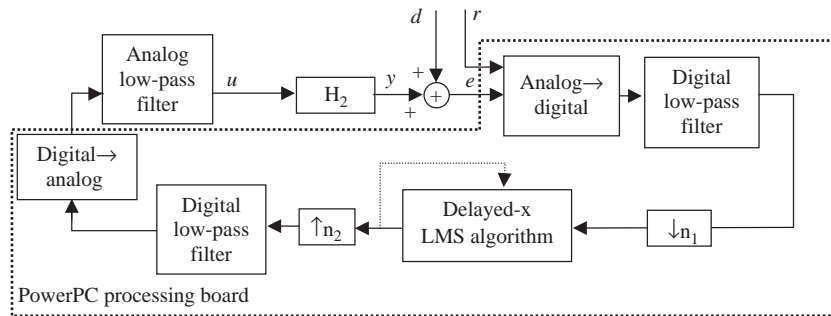 d
r
Analog
low-pass
filter
u
H₂
y
+
+
+
e
Analog→
digital
Digital
low-pass
filter
Digital→
analog
Digital
low-pass
filter
↑n₂
Delayed-x
LMS algorithm
↓n₁
PowerPC processing board